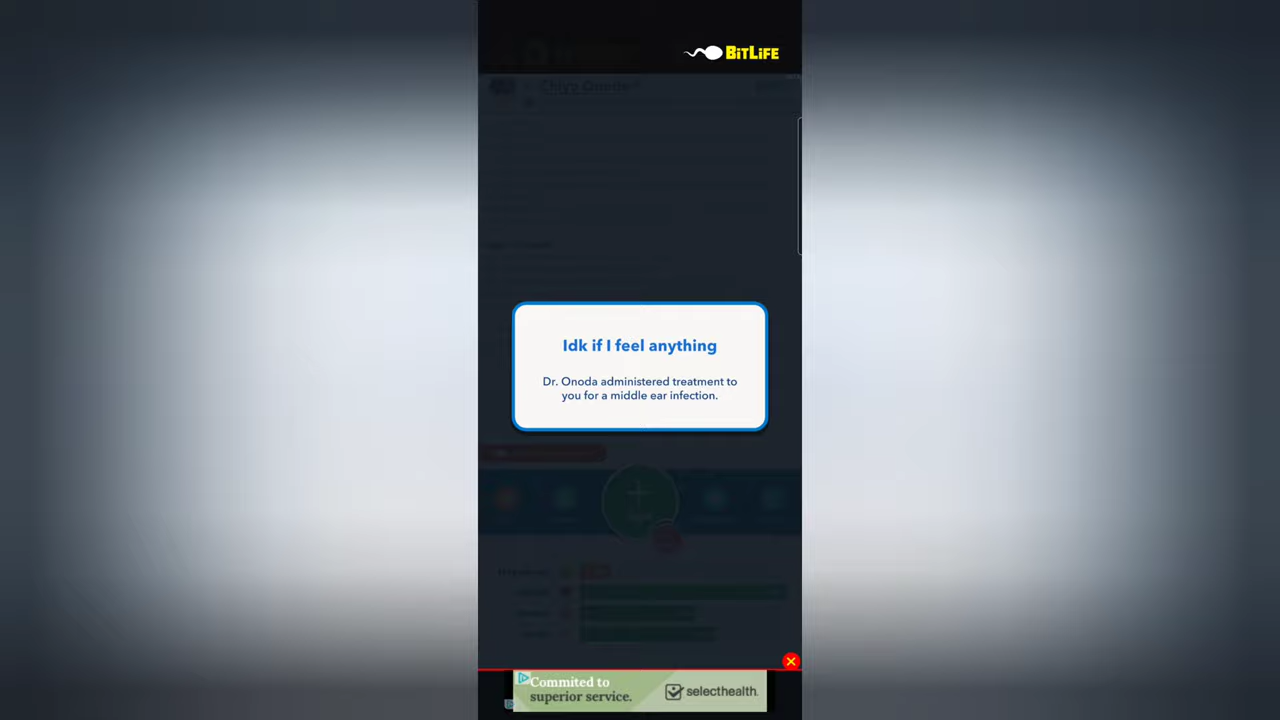 BitLife
Idk if I feel anything
Dr. Onoda administered treatment to
you for a middle ear infection.
Commited to
superior service.
selecthealth.